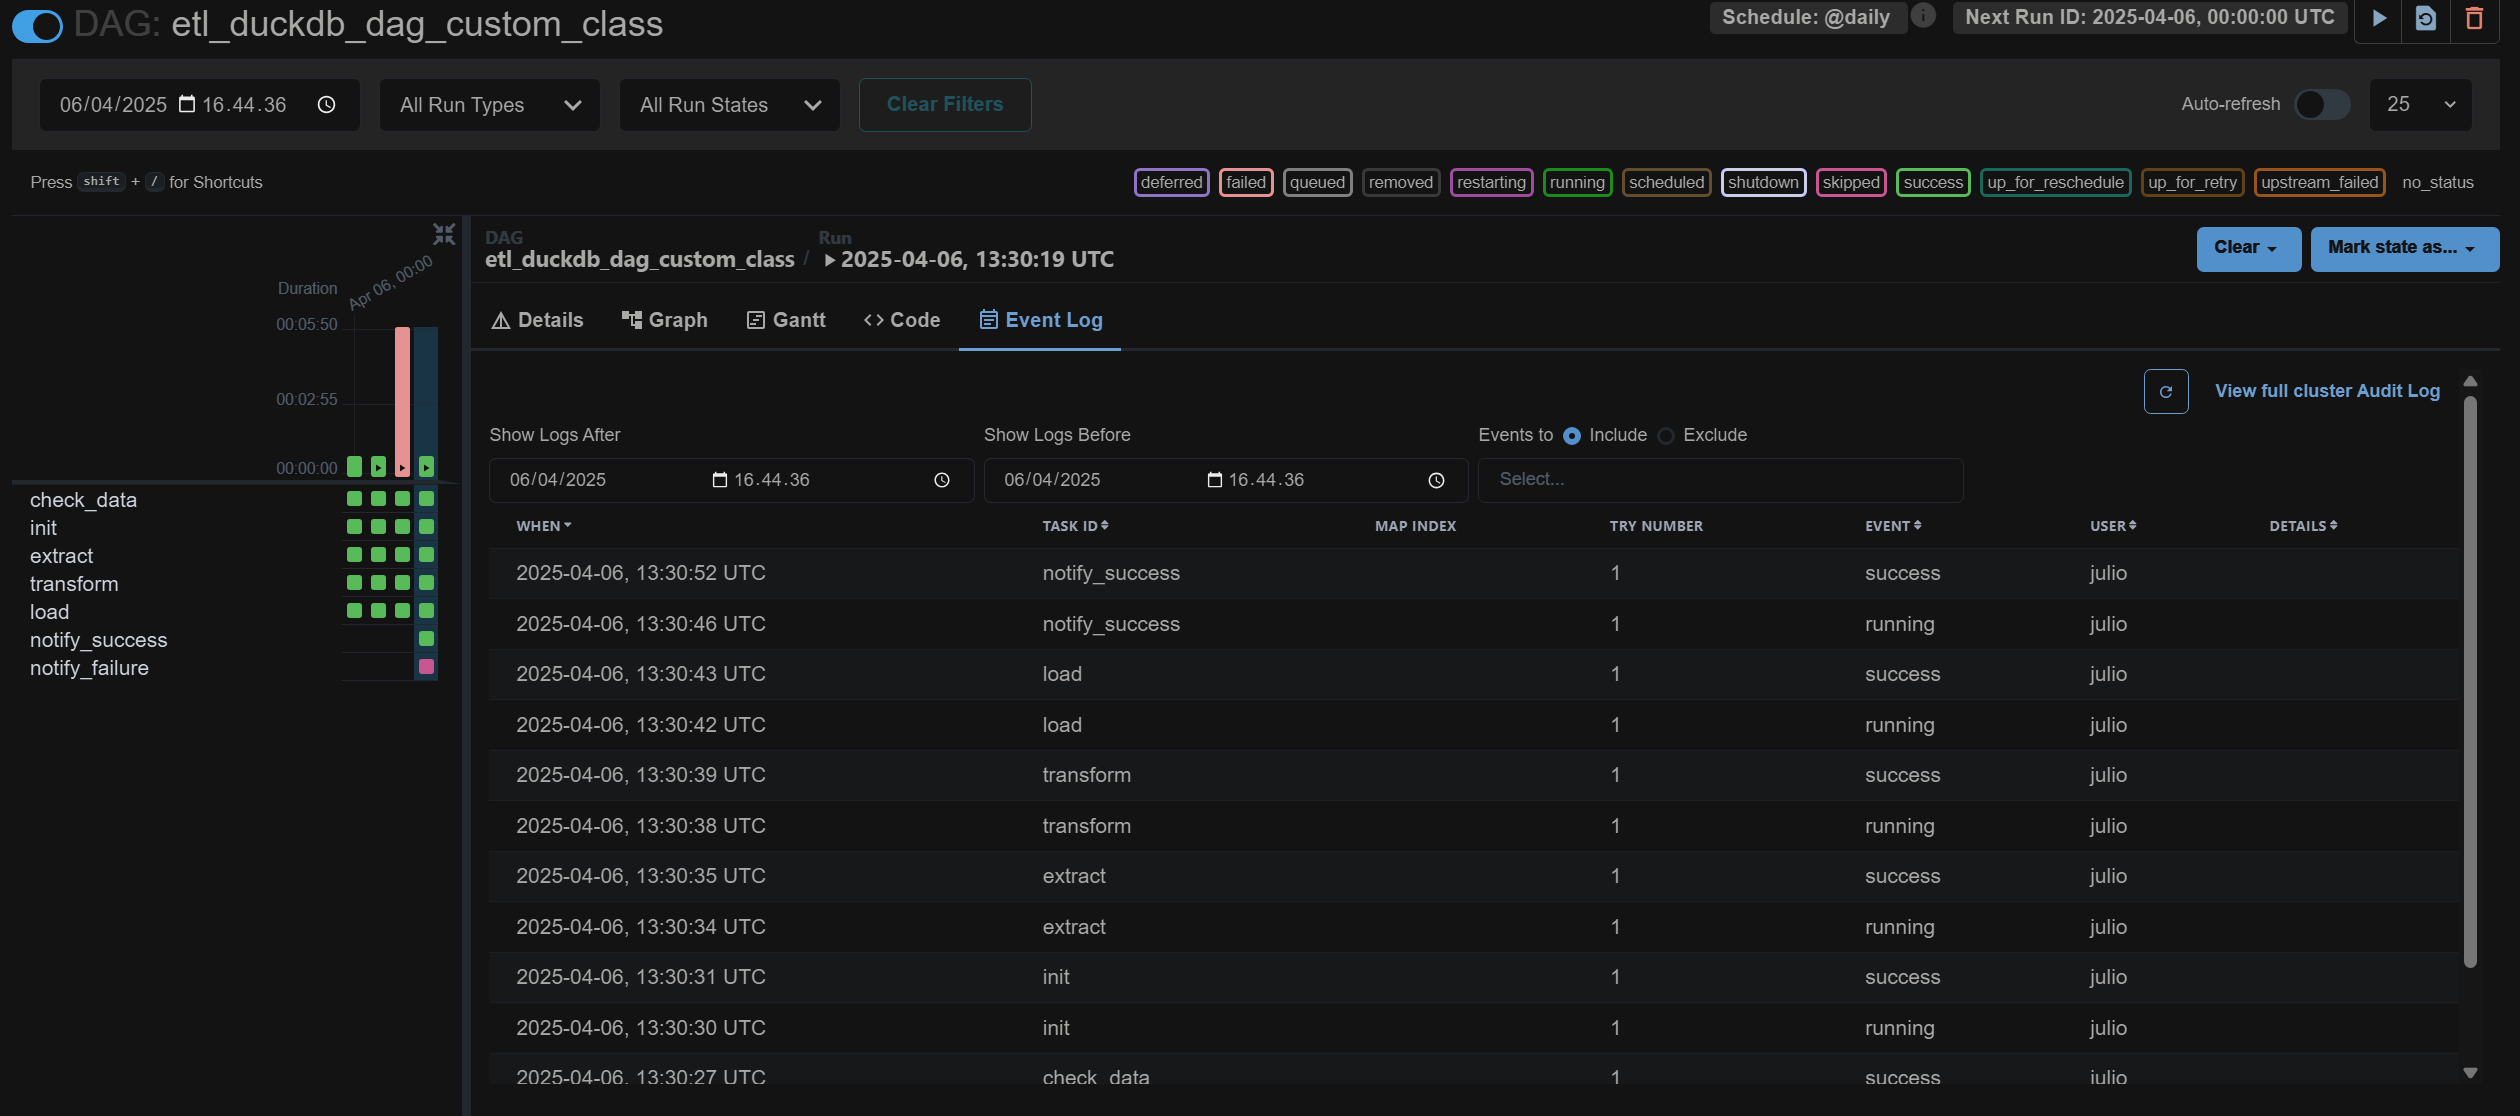 DAG: etl_duckdb_dag_custom_class
Schedule: @daily
Next Run ID: 2025-04-06, 00:00:00 UTC
06/04/2025 16.44.36
All Run Types
All Run States
Clear Filters
Auto-refresh
25
Press shift + / for Shortcuts
deferred failed queued removed restarting running scheduled shutdown skipped success up_for_reschedule up_for_retry upstream_failed no_status
Duration
Apr 06, 00:00
00:05:50
00:02:55
00:00:00
check_data
init
extract
transform
load
notify_success
notify_failure
DAG
etl_duckdb_dag_custom_class /
Run
2025-04-06, 13:30:19 UTC
Clear
Mark state as...
Details Graph Gantt Code Event Log
View full cluster Audit Log
Show Logs After
06/04/2025 16.44.36
Show Logs Before
06/04/2025 16.44.36
Events to Include Exclude
Select...
WHEN TASK ID MAP INDEX TRY NUMBER EVENT USER DETAILS
2025-04-06, 13:30:52 UTC notify_success 1 success julio
2025-04-06, 13:30:46 UTC notify_success 1 running julio
2025-04-06, 13:30:43 UTC load 1 success julio
2025-04-06, 13:30:42 UTC load 1 running julio
2025-04-06, 13:30:39 UTC transform 1 success julio
2025-04-06, 13:30:38 UTC transform 1 running julio
2025-04-06, 13:30:35 UTC extract 1 success julio
2025-04-06, 13:30:34 UTC extract 1 running julio
2025-04-06, 13:30:31 UTC init 1 success julio
2025-04-06, 13:30:30 UTC init 1 running julio
2025-04-06, 13:30:27 UTC check_data 1 success julio